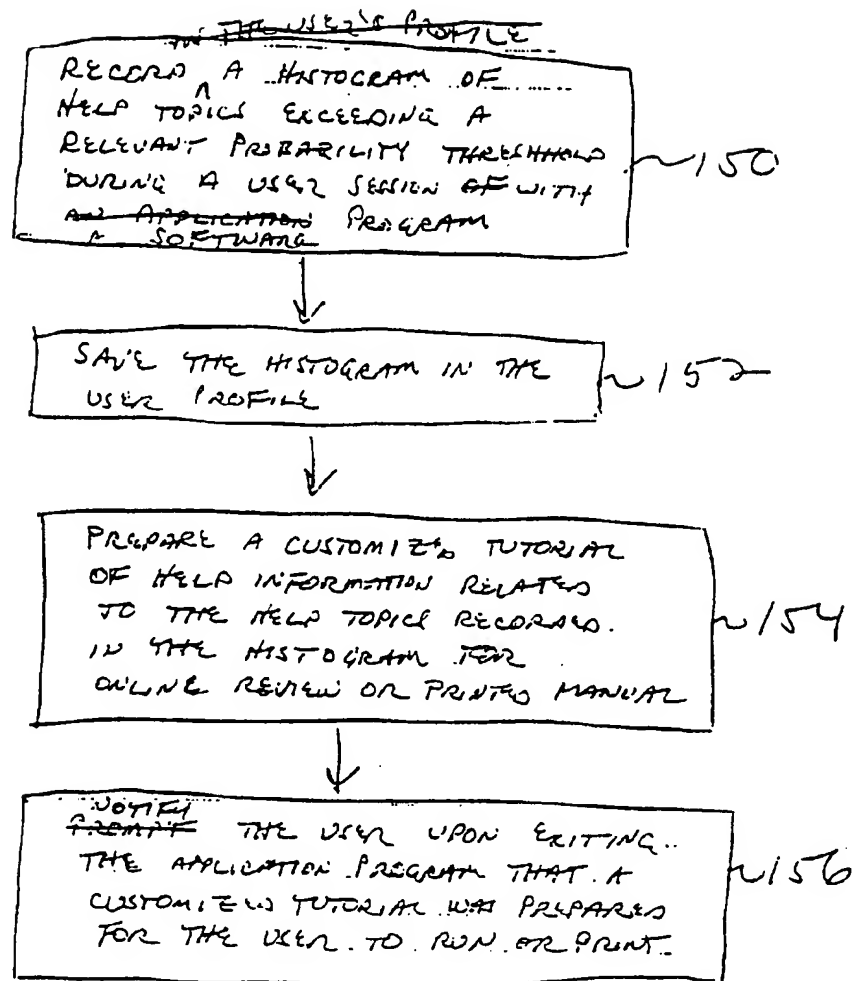 IN THE USER'S PROFILE
RECORD ^ A HISTOGRAM OF
HELP TOPICS EXCEEDING A
RELEVANT PROBABILITY THRESHHOLD
DURING A USER SESSION OF WITH
AN APPLICATION PROGRAM
A SOFTWARE
~150
SAVE THE HISTOGRAM IN THE
USER PROFILE
~152
PREPARE A CUSTOMIZED TUTORIAL
OF HELP INFORMATION RELATED
TO THE HELP TOPICS RECORDED.
IN THE HISTOGRAM FOR
ONLINE REVIEW OR PRINTED MANUAL
~154
NOTIFY
PROMPT THE USER UPON EXITING
THE APPLICATION PROGRAM THAT A
CUSTOMIZED TUTORIAL WAS PREPARED
FOR THE USER TO RUN OR PRINT
~156